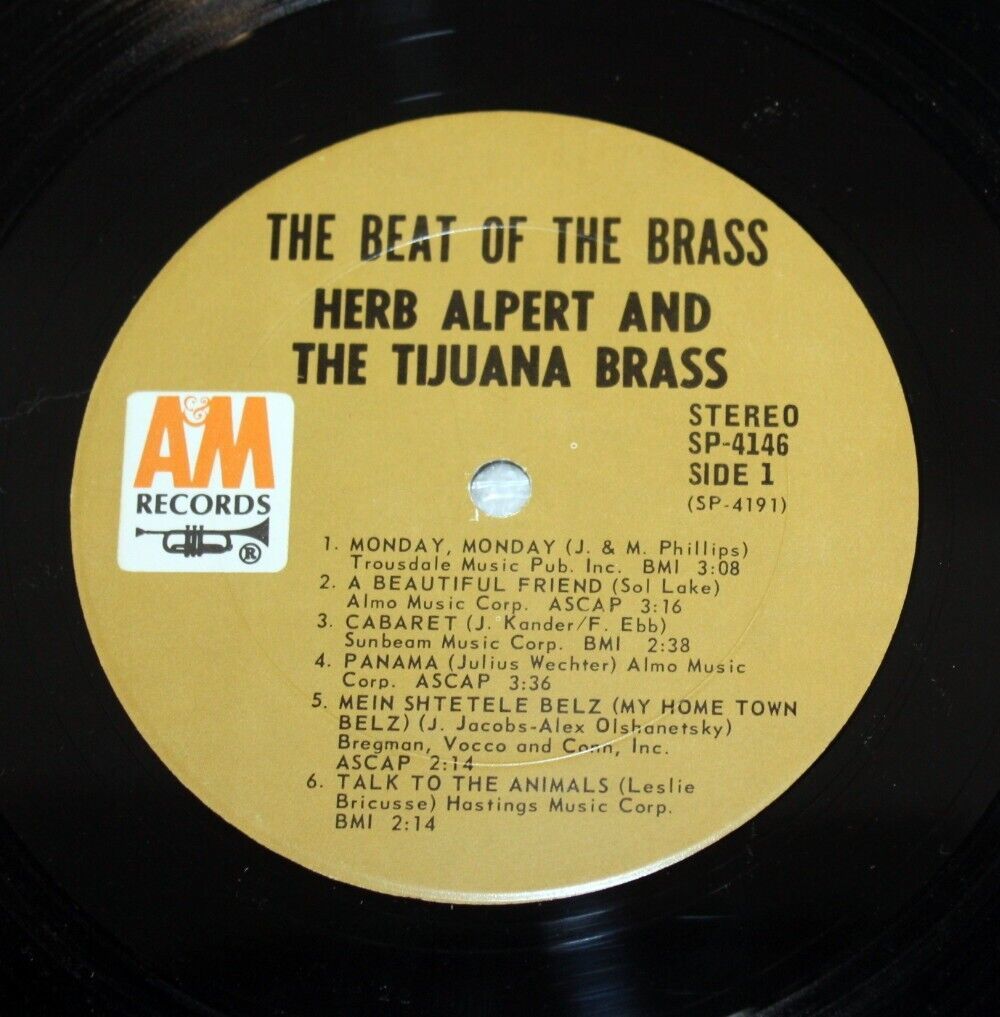 THE BEAT OF THE BRASS
HERB ALPERT AND
THE TIJUANA BRASS
A&M
RECORDS
®
STEREO
SP-4146
SIDE 1
(SP-4191)
1. MONDAY, MONDAY (J. & M. Phillips)
Trousdale Music Pub. Inc. BMI 3:08
2. A BEAUTIFUL FRIEND (Sol Lake)
Almo Music Corp. ASCAP 3:16
3. CABARET (J. Kander/F. Ebb)
Sunbeam Music Corp. BMI 2:38
4. PANAMA (Julius Wechter) Almo Music
Corp. ASCAP 3:36
5. MEIN SHTETELE BELZ (MY HOME TOWN
BELZ) (J. Jacobs-Alex Olshanetsky)
Bregman, Vocco and Conn, Inc.
ASCAP 2:14
6. TALK TO THE ANIMALS (Leslie
Bricusse) Hastings Music Corp.
BMI 2:14